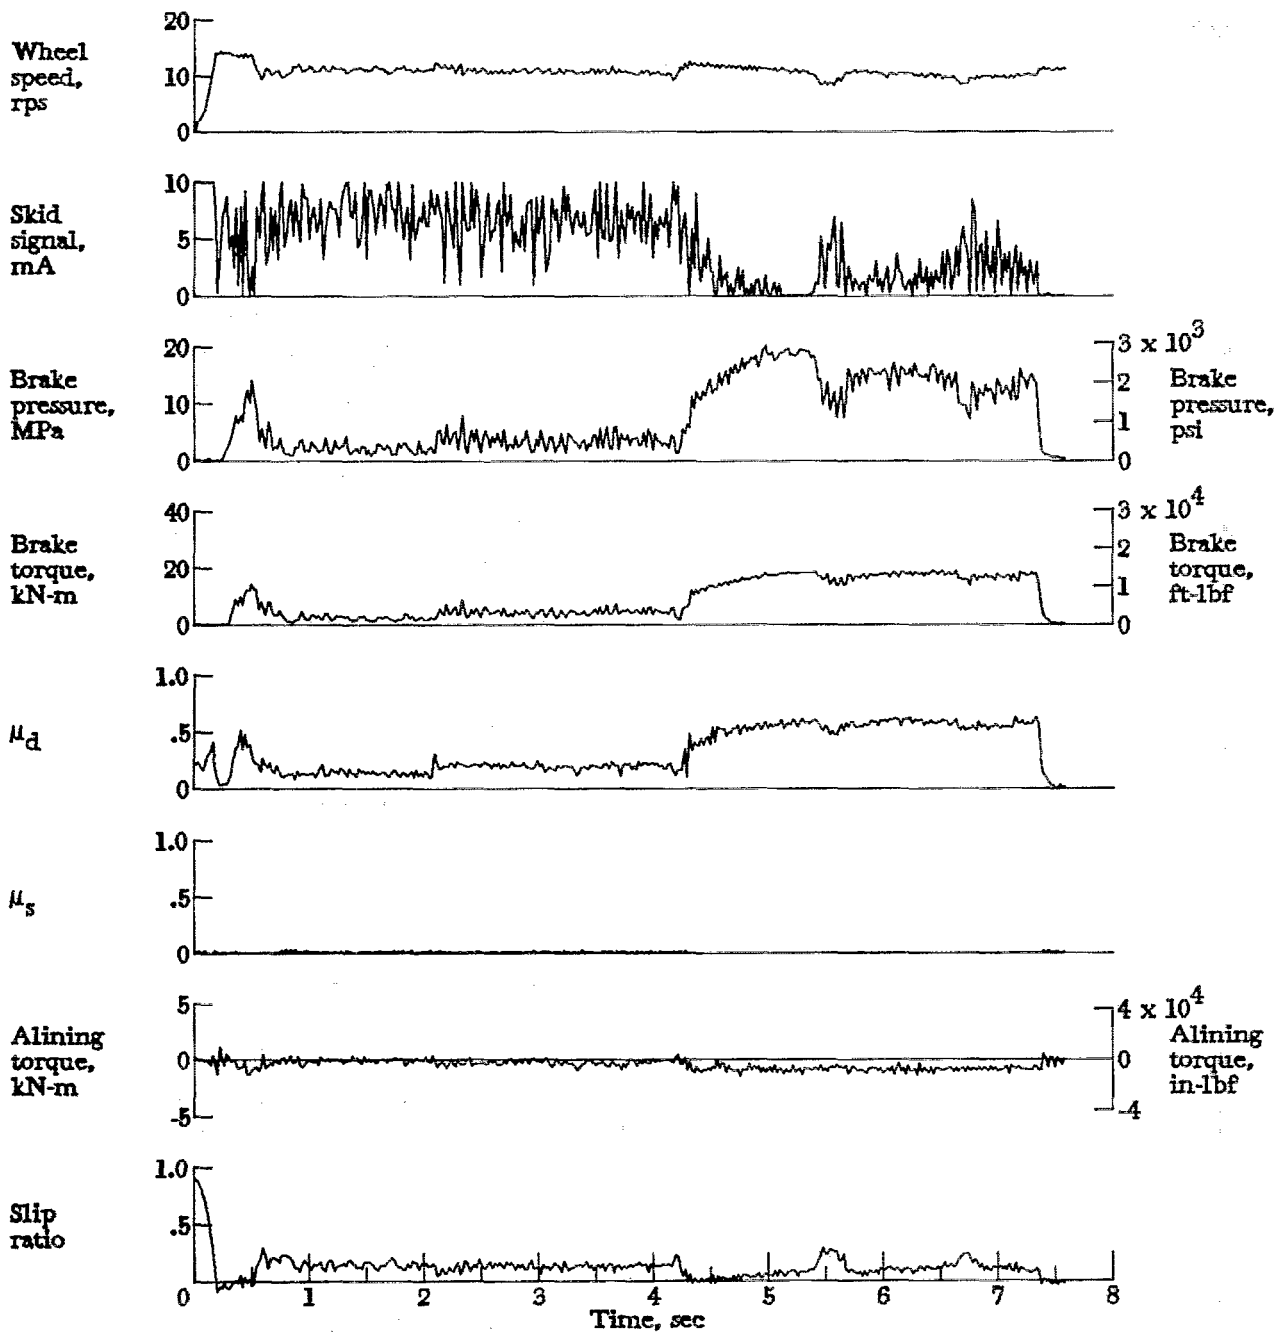 Wheel
speed,
rps
20
10
0
Skid
signal,
mA
10
5
0
Brake
pressure,
MPa
20
10
0
3 x 10³
2
1
0
Brake
pressure,
psi
Brake
torque,
kN-m
40
20
0
3 x 10⁴
2
1
0
Brake
torque,
ft-lbf
μd
1.0
.5
0
μs
1.0
.5
0
Alining
torque,
kN-m
5
0
-5
4 x 10⁴
0
-4
Alining
torque,
in-lbf
Slip
ratio
1.0
.5
0 1 2 3 4 5 6 7 8
Time, sec